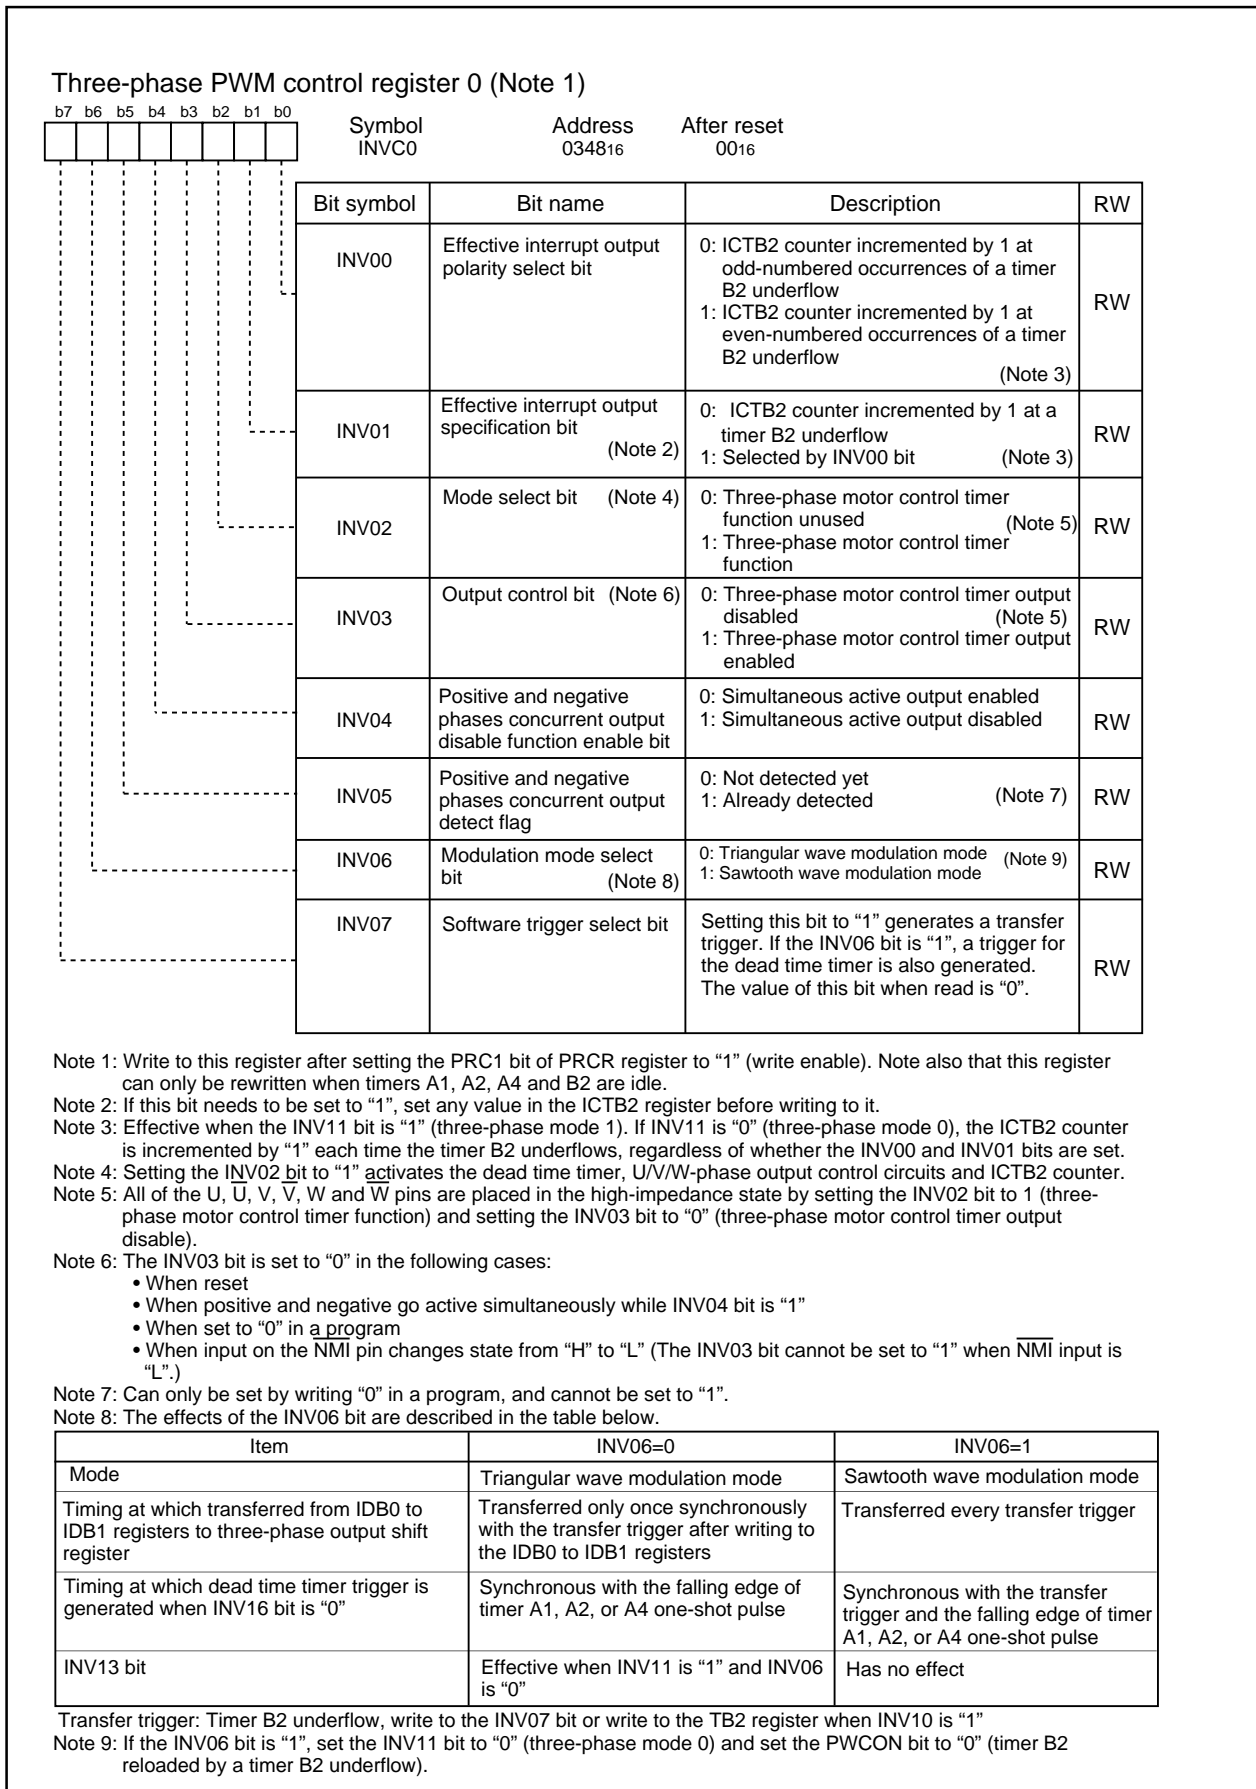 Three-phase PWM control register 0 (Note 1)
b7 b6 b5 b4 b3 b2 b1 b0
Symbol Address After reset
INVC0 034816 0016
Bit symbol Bit name Description RW
INV00
Effective interrupt output
polarity select bit
0: ICTB2 counter incremented by 1 at
odd-numbered occurrences of a timer
B2 underflow
1: ICTB2 counter incremented by 1 at
even-numbered occurrences of a timer
B2 underflow
(Note 3)
RW
INV01
Effective interrupt output
specification bit
(Note 2)
0: ICTB2 counter incremented by 1 at a
timer B2 underflow
1: Selected by INV00 bit (Note 3)
RW
INV02
Mode select bit (Note 4)
0: Three-phase motor control timer
function unused (Note 5)
1: Three-phase motor control timer
function
RW
INV03
Output control bit (Note 6)
0: Three-phase motor control timer output
disabled (Note 5)
1: Three-phase motor control timer output
enabled
RW
INV04
Positive and negative
phases concurrent output
disable function enable bit
0: Simultaneous active output enabled
1: Simultaneous active output disabled
RW
INV05
Positive and negative
phases concurrent output
detect flag
0: Not detected yet
1: Already detected (Note 7)
RW
INV06
Modulation mode select
bit (Note 8)
0: Triangular wave modulation mode (Note 9)
1: Sawtooth wave modulation mode
RW
INV07
Software trigger select bit
Setting this bit to “1” generates a transfer
trigger. If the INV06 bit is “1”, a trigger for
the dead time timer is also generated.
The value of this bit when read is “0”.
RW
Note 1: Write to this register after setting the PRC1 bit of PRCR register to “1” (write enable). Note also that this register
can only be rewritten when timers A1, A2, A4 and B2 are idle.
Note 2: If this bit needs to be set to “1”, set any value in the ICTB2 register before writing to it.
Note 3: Effective when the INV11 bit is “1” (three-phase mode 1). If INV11 is “0” (three-phase mode 0), the ICTB2 counter
is incremented by “1” each time the timer B2 underflows, regardless of whether the INV00 and INV01 bits are set.
Note 4: Setting the INV02 bit to “1” activates the dead time timer, U/V/W-phase output control circuits and ICTB2 counter.
Note 5: All of the U, U̅, V, V̅, W and W̅ pins are placed in the high-impedance state by setting the INV02 bit to 1 (three-
phase motor control timer function) and setting the INV03 bit to “0” (three-phase motor control timer output
disable).
Note 6: The INV03 bit is set to “0” in the following cases:
• When reset
• When positive and negative go active simultaneously while INV04 bit is “1”
• When set to “0” in a program
• When input on the N̅M̅I̅ pin changes state from “H” to “L” (The INV03 bit cannot be set to “1” when N̅M̅I̅ input is
“L”.)
Note 7: Can only be set by writing “0” in a program, and cannot be set to “1”.
Note 8: The effects of the INV06 bit are described in the table below.
Item INV06=0 INV06=1
Mode Triangular wave modulation mode Sawtooth wave modulation mode
Timing at which transferred from IDB0 to
IDB1 registers to three-phase output shift
register
Transferred only once synchronously
with the transfer trigger after writing to
the IDB0 to IDB1 registers
Transferred every transfer trigger
Timing at which dead time timer trigger is
generated when INV16 bit is “0”
Synchronous with the falling edge of
timer A1, A2, or A4 one-shot pulse
Synchronous with the transfer
trigger and the falling edge of timer
A1, A2, or A4 one-shot pulse
INV13 bit
Effective when INV11 is “1” and INV06
is “0”
Has no effect
Transfer trigger: Timer B2 underflow, write to the INV07 bit or write to the TB2 register when INV10 is “1”
Note 9: If the INV06 bit is “1”, set the INV11 bit to “0” (three-phase mode 0) and set the PWCON bit to “0” (timer B2
reloaded by a timer B2 underflow).